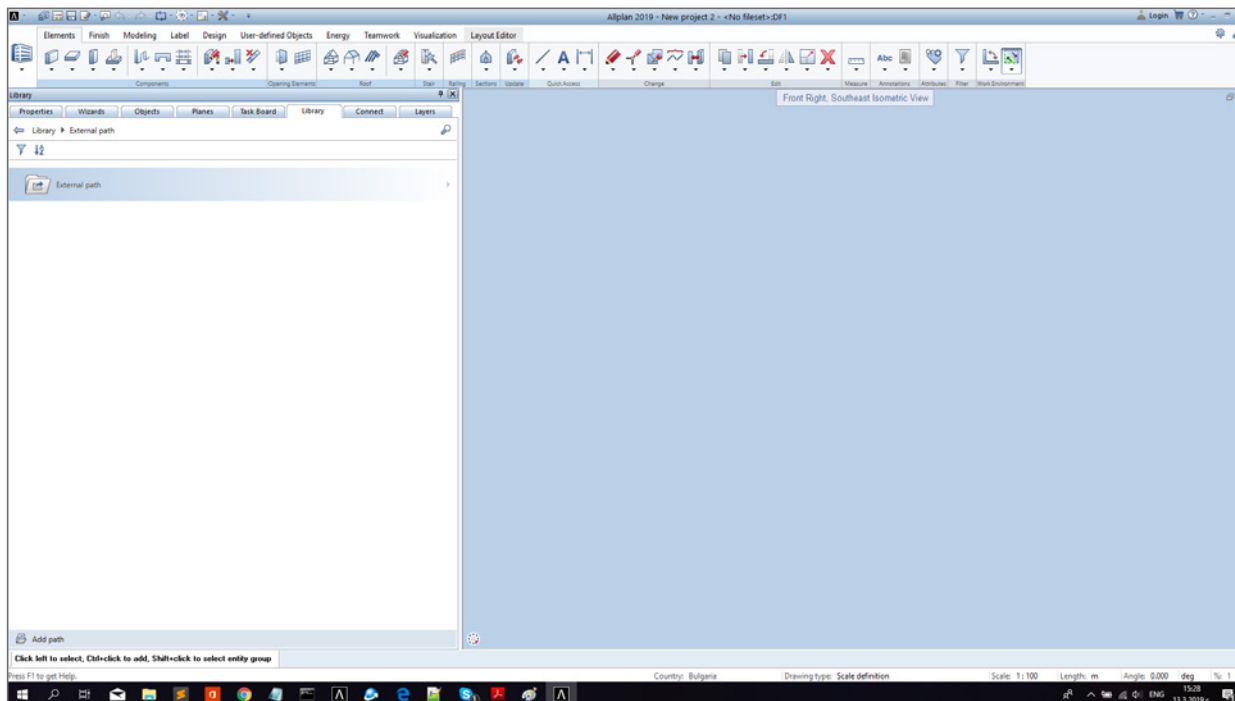 Allplan 2019 - New project 2 - <No fileset>:DF1
Login
Elements Finish Modeling Label Design User-defined Objects Energy Teamwork Visualization Layout Editor
Abc
Components Opening Elements Roof Stair Railing Sections Update Quick Access Change Edit Measure Annotations Attributes Filter Work Environment
Library
Front Right, Southeast Isometric View
Properties Wizards Objects Planes Task Board Library Connect Layers
Library External path
External path
Add path
Click left to select, Ctrl+click to add, Shift+click to select entity group
Press F1 to get Help.
Country: Bulgaria
Drawing type: Scale definition
Scale: 1 : 100
Length: m
Angle: 0.000 deg
%: 1
ENG
15:28
13.3.2019 г.